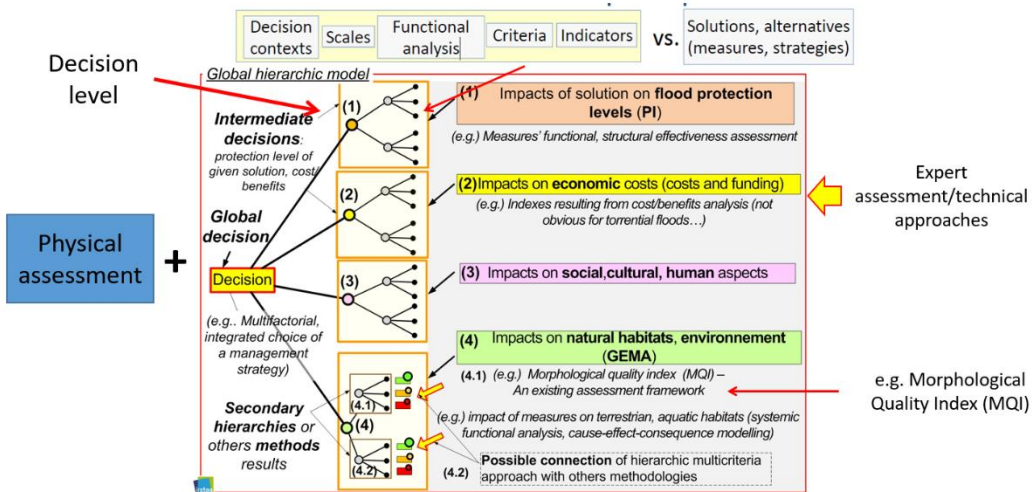 Decision
contexts
Scales
Functional
analysis
Criteria
Indicators
vs.
Solutions, alternatives
(measures, strategies)
Decision
level
Global hierarchic model
(1)
Intermediate
decisions:
protection level of
given solution, cost/
benefits
(1) Impacts of solution on flood protection
levels (PI)
(e.g.) Measures' functional, structural effectiveness assessment
(2)
(2) Impacts on economic costs (costs and funding)
(e.g.) Indexes resulting from cost/benefits analysis (not
obvious for torrential floods…)
Expert
assessment/technical
approaches
Physical
assessment
+
Global
decision
Decision
(3)
(3) Impacts on social,cultural, human aspects
(e.g.. Multifactorial,
integrated choice of
a management
strategy)
(4) Impacts on natural habitats, environnement
(GEMA)
(4.1) (e.g.) Morphological quality index (MQI) –
An existing assessment framework
e.g. Morphological
Quality Index (MQI)
(4.1)
(4)
(4.2)
Secondary
hierarchies or
others methods
results
(e.g.) impact of measures on terrestrian, aquatic habitats (systemic
functional analysis, cause-effect-consequence modelling)
(4.2) Possible connection of hierarchic multicriteria
approach with others methodologies